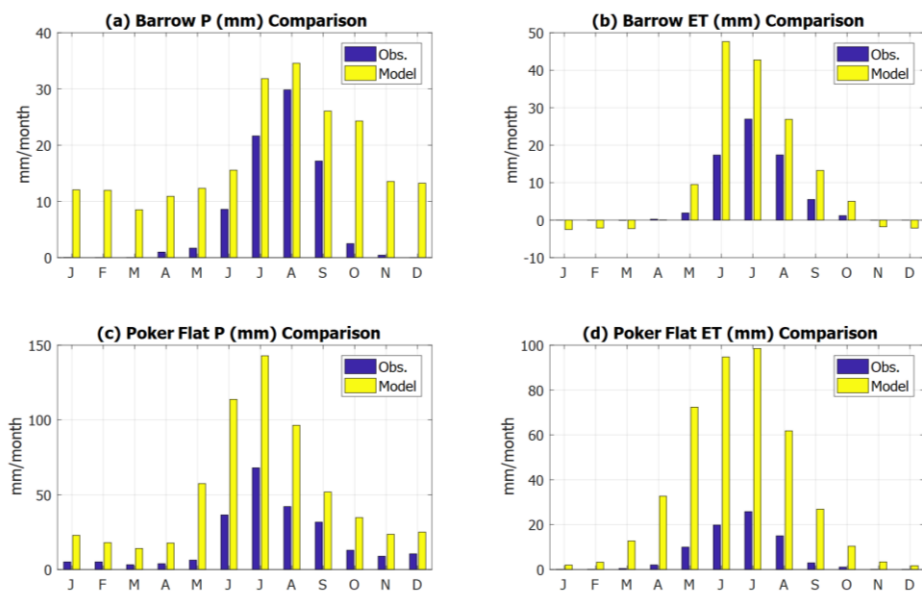 (a) Barrow P (mm) Comparison
40
30
20
10
0
mm/month
Obs.
Model
J F M A M J J A S O N D
(b) Barrow ET (mm) Comparison
50
40
30
20
10
0
-10
mm/month
Obs.
Model
J F M A M J J A S O N D
(c) Poker Flat P (mm) Comparison
150
100
50
0
mm/month
Obs.
Model
J F M A M J J A S O N D
(d) Poker Flat ET (mm) Comparison
100
80
60
40
20
0
mm/month
Obs.
Model
J F M A M J J A S O N D